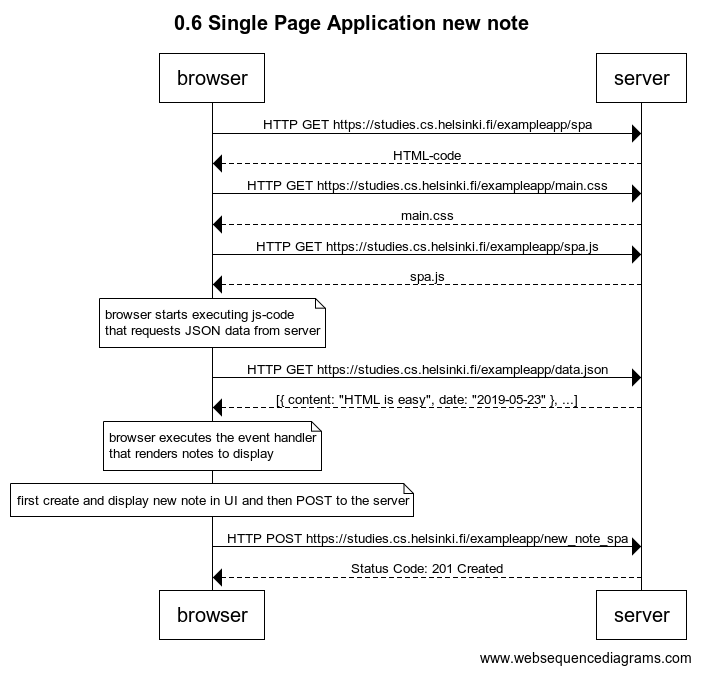 0.6 Single Page Application new note
browser
server
HTTP GET https://studies.cs.helsinki.fi/exampleapp/spa
HTML-code
HTTP GET https://studies.cs.helsinki.fi/exampleapp/main.css
main.css
HTTP GET https://studies.cs.helsinki.fi/exampleapp/spa.js
spa.js
browser starts executing js-code
that requests JSON data from server
HTTP GET https://studies.cs.helsinki.fi/exampleapp/data.json
[{ content: "HTML is easy", date: "2019-05-23" }, ...]
browser executes the event handler
that renders notes to display
first create and display new note in UI and then POST to the server
HTTP POST https://studies.cs.helsinki.fi/exampleapp/new_note_spa
Status Code: 201 Created
browser
server
www.websequencediagrams.com